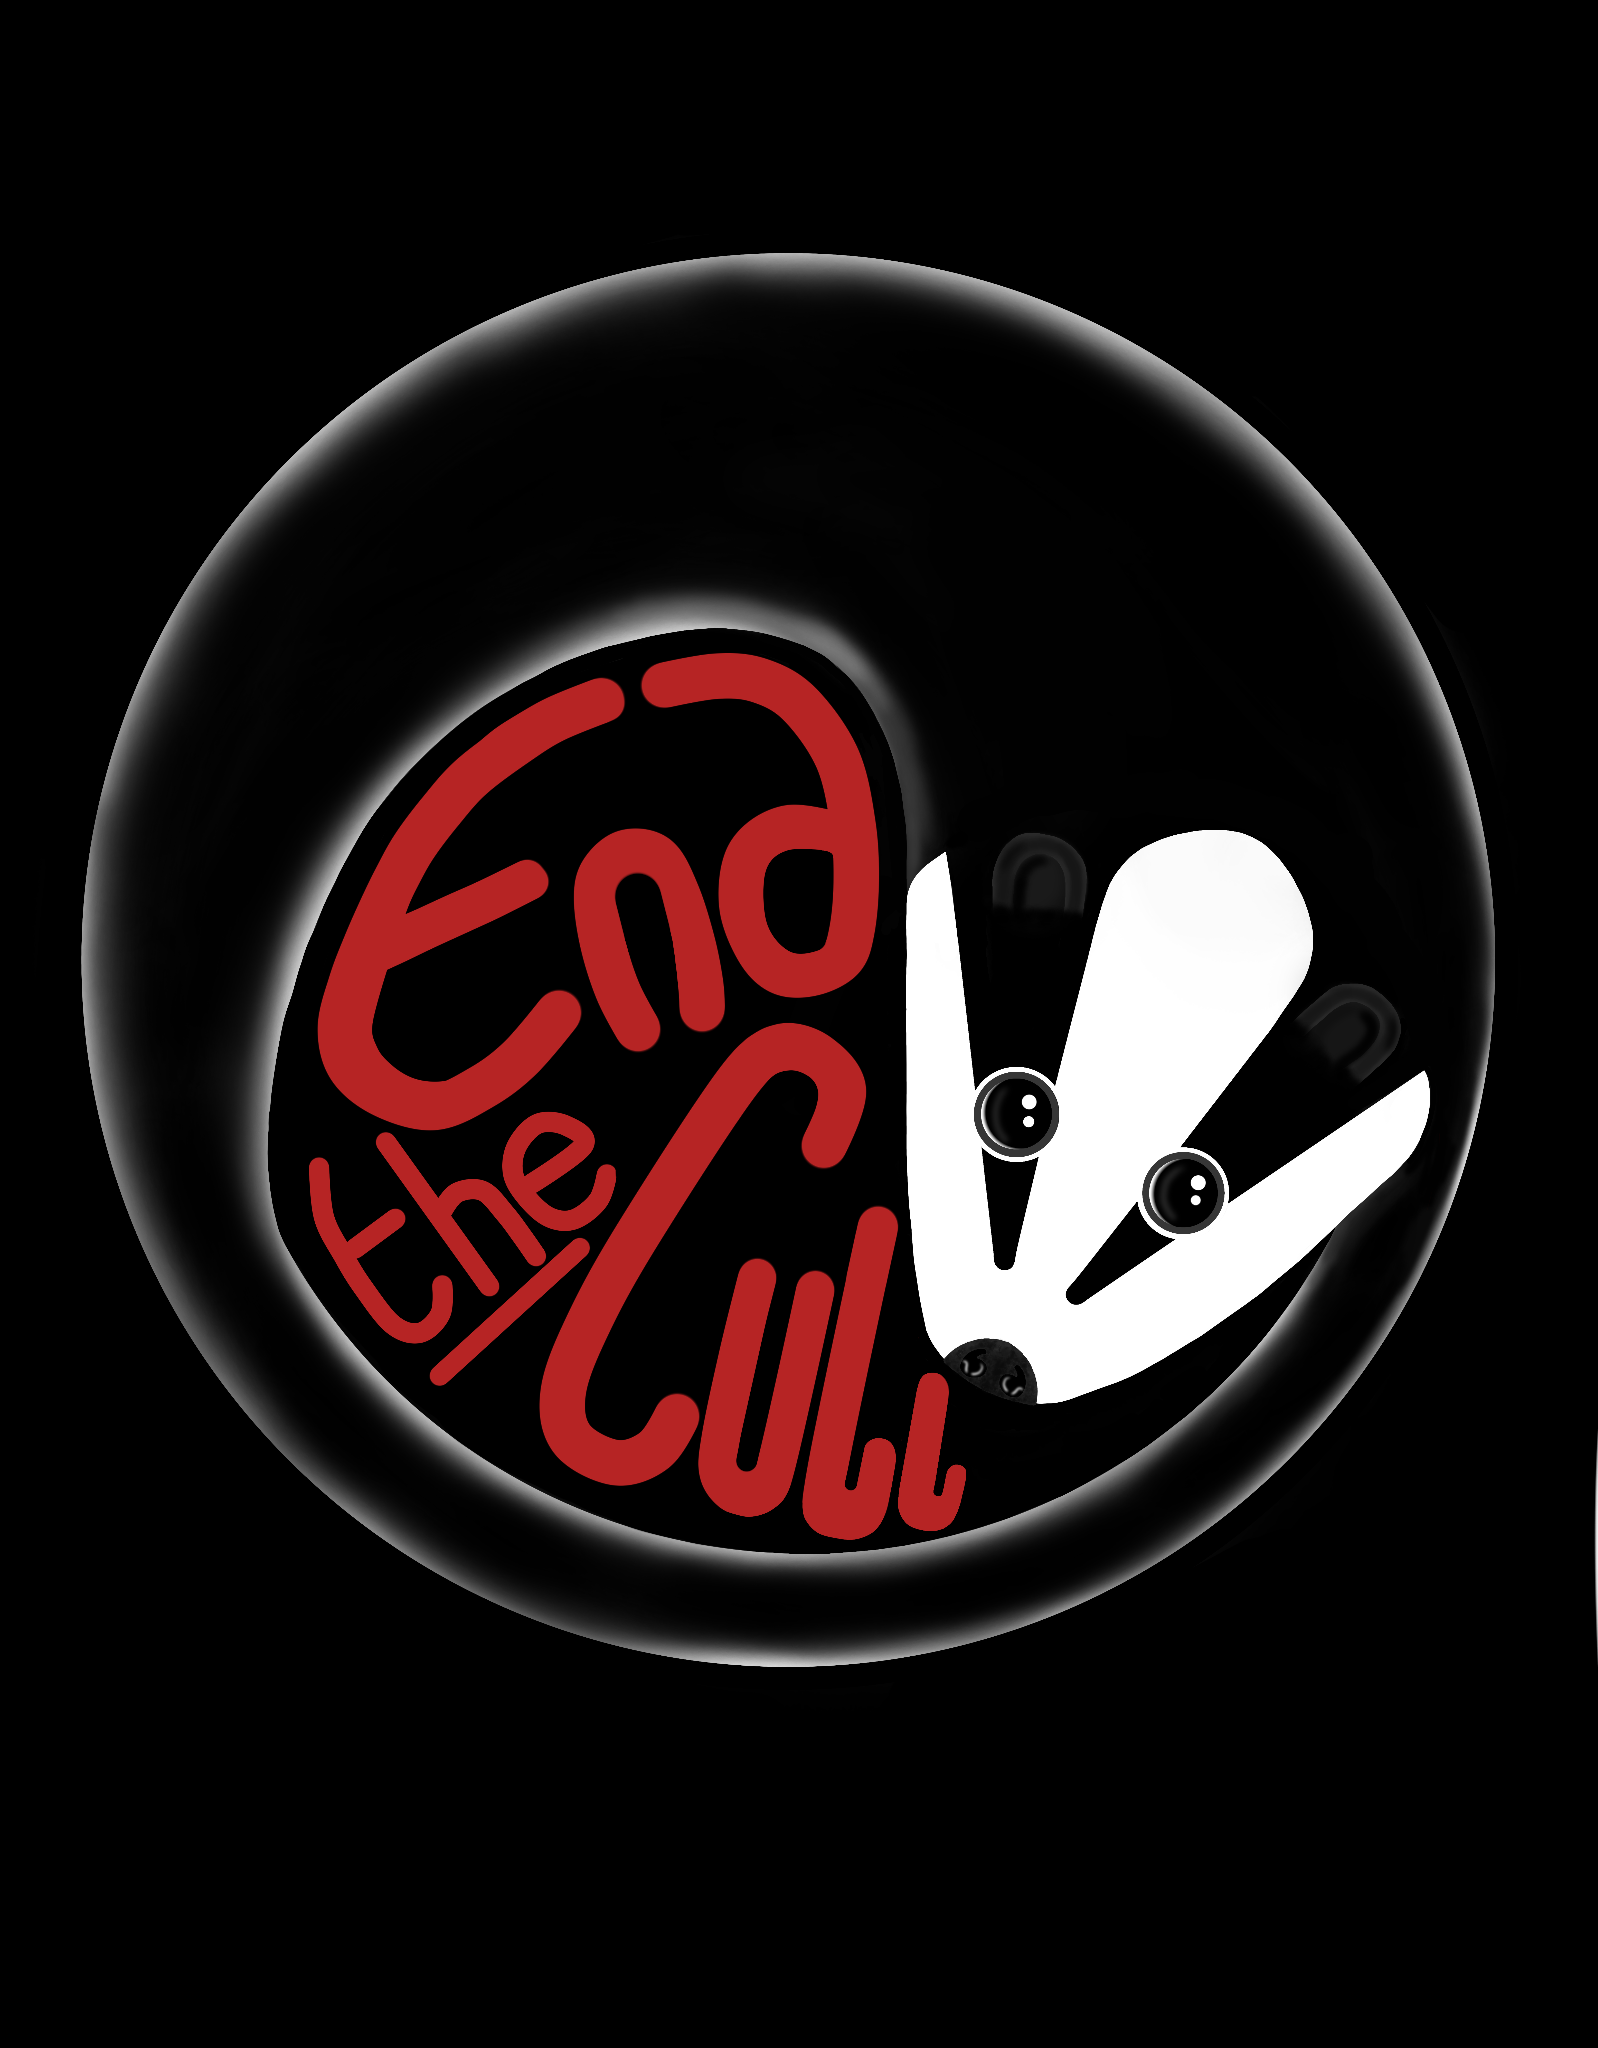 End
the
Cull